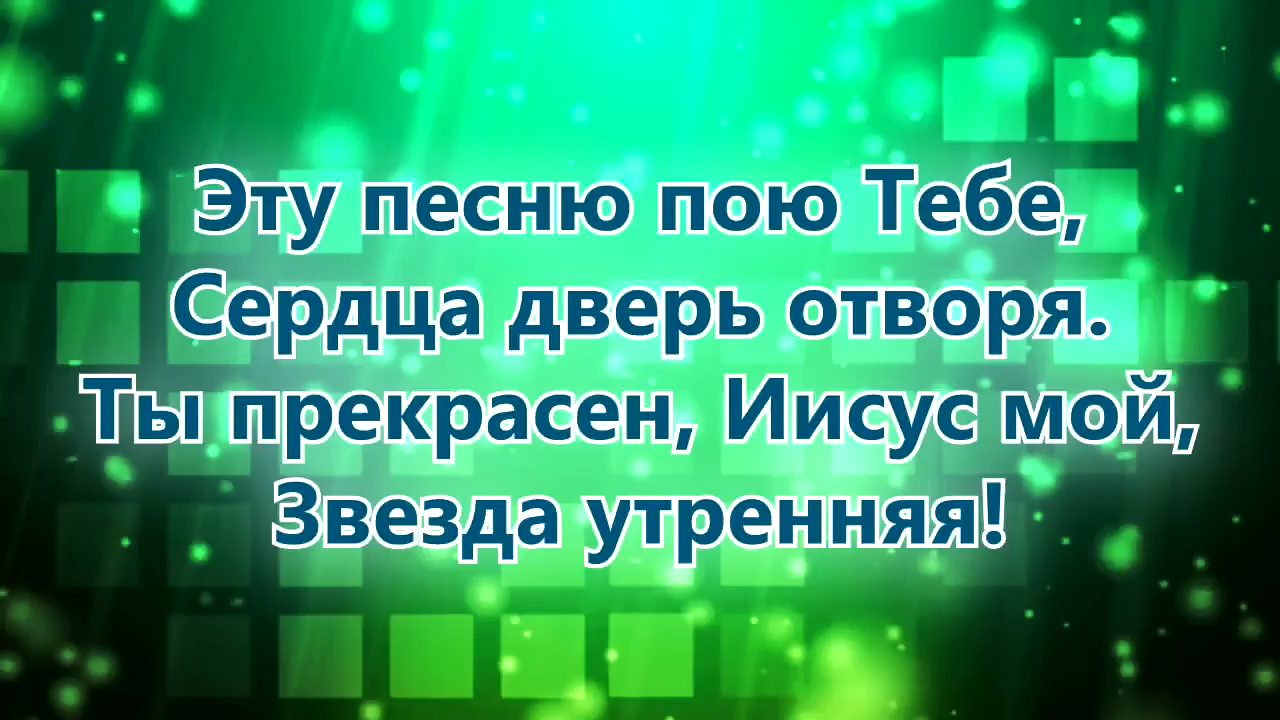 Эту песню пою Тебе,
Сердца дверь отворя.
Ты прекрасен, Иисус мой,
Звезда утренняя!